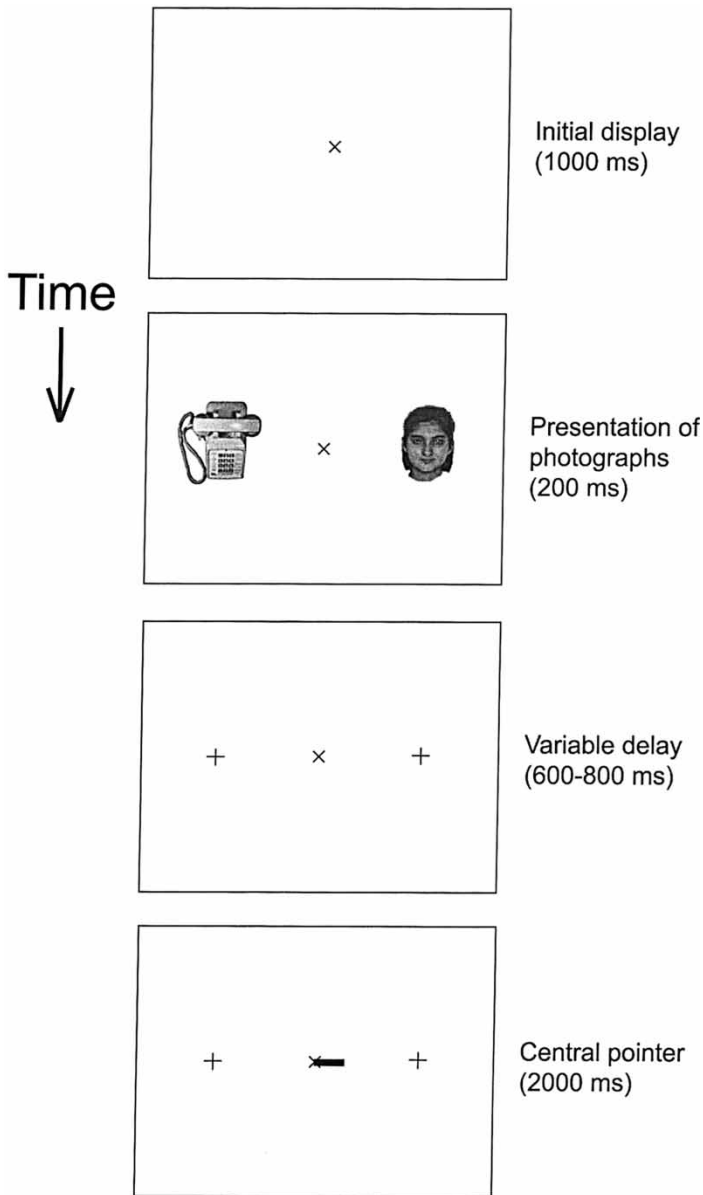 Initial display
(1000 ms)
Time
Presentation of
photographs
(200 ms)
Variable delay
(600-800 ms)
Central pointer
(2000 ms)